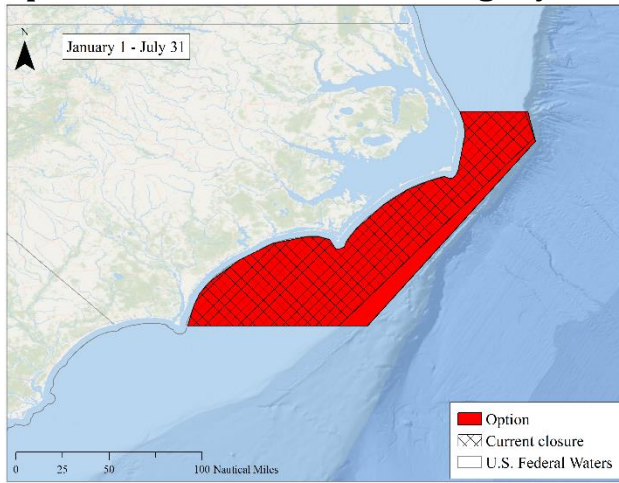 N
January 1 - July 31
Option
Current closure
U.S. Federal Waters
0 25 50 100 Nautical Miles